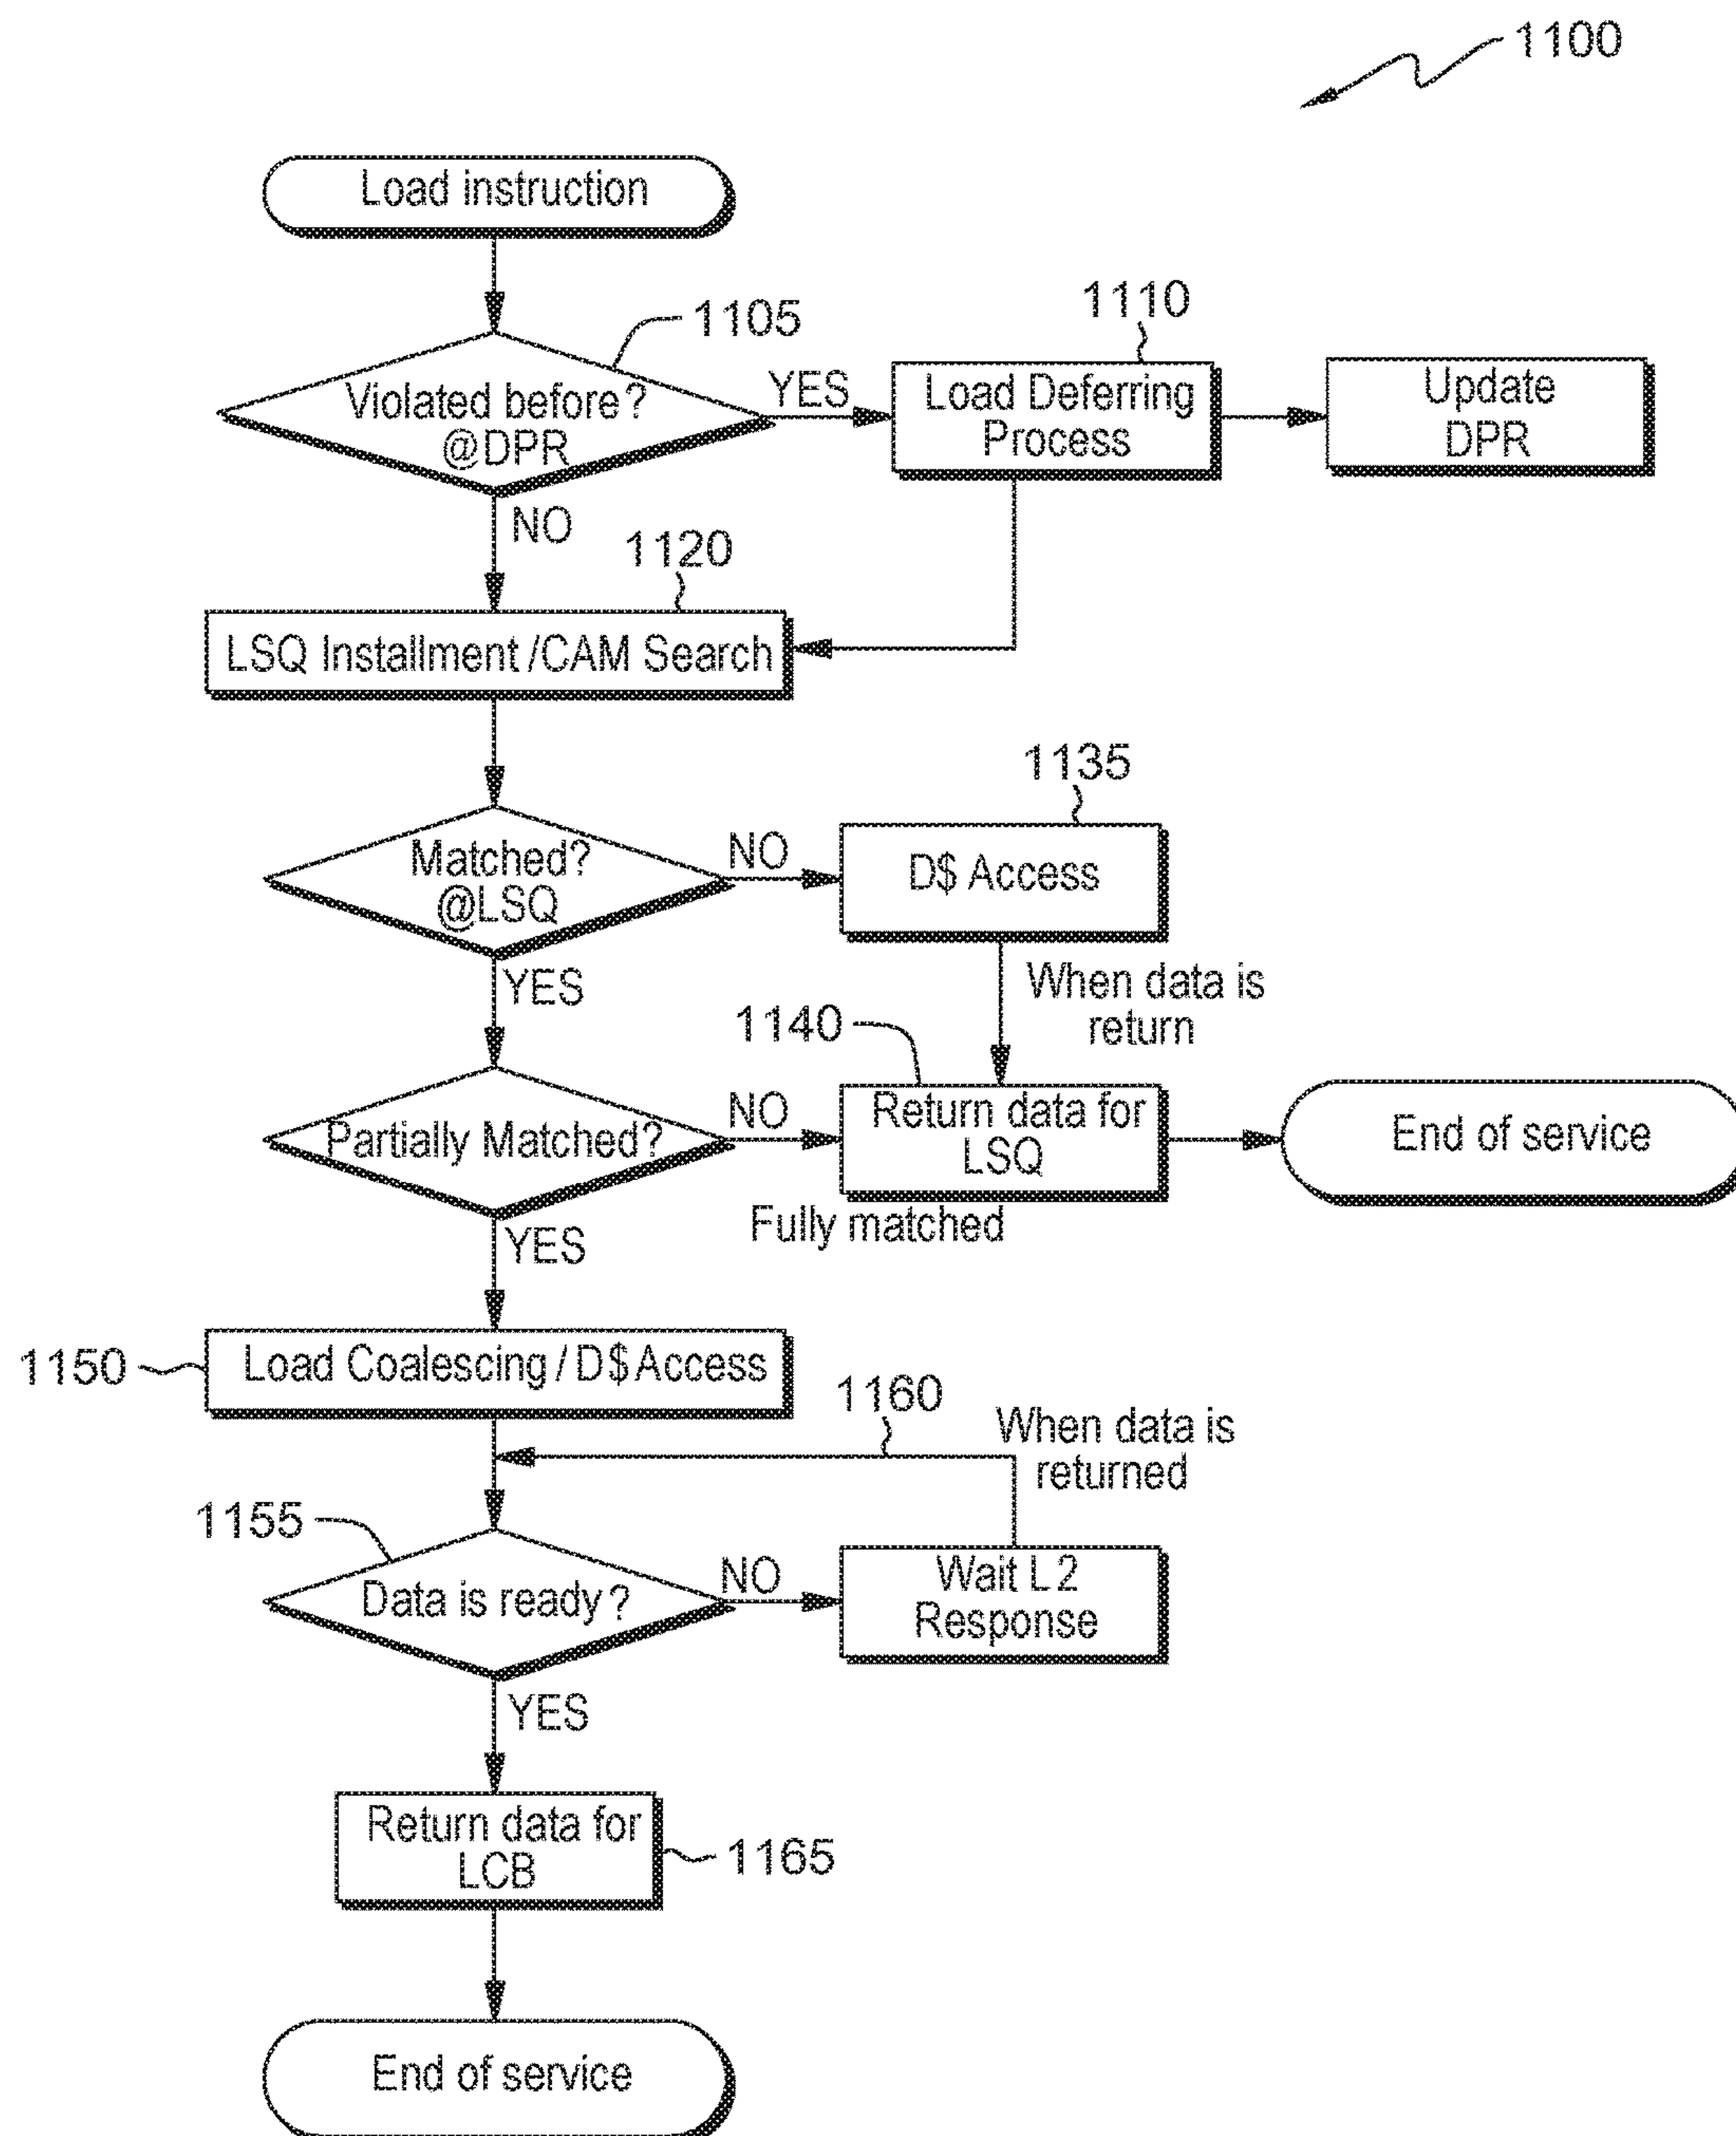 1100
Load instruction
1105
Violated before?
@DPR
YES
1110
Load Deferring
Process
Update
DPR
NO
1120
LSQ Installment /CAM Search
Matched?
@LSQ
NO
1135
D$ Access
YES
When data is
return
1140
Partially Matched?
NO
Return data for
LSQ
End of service
Fully matched
YES
1150
Load Coalescing / D$ Access
1160
When data is
returned
1155
Data is ready?
NO
Wait L2
Response
YES
Return data for
LCB
1165
End of service